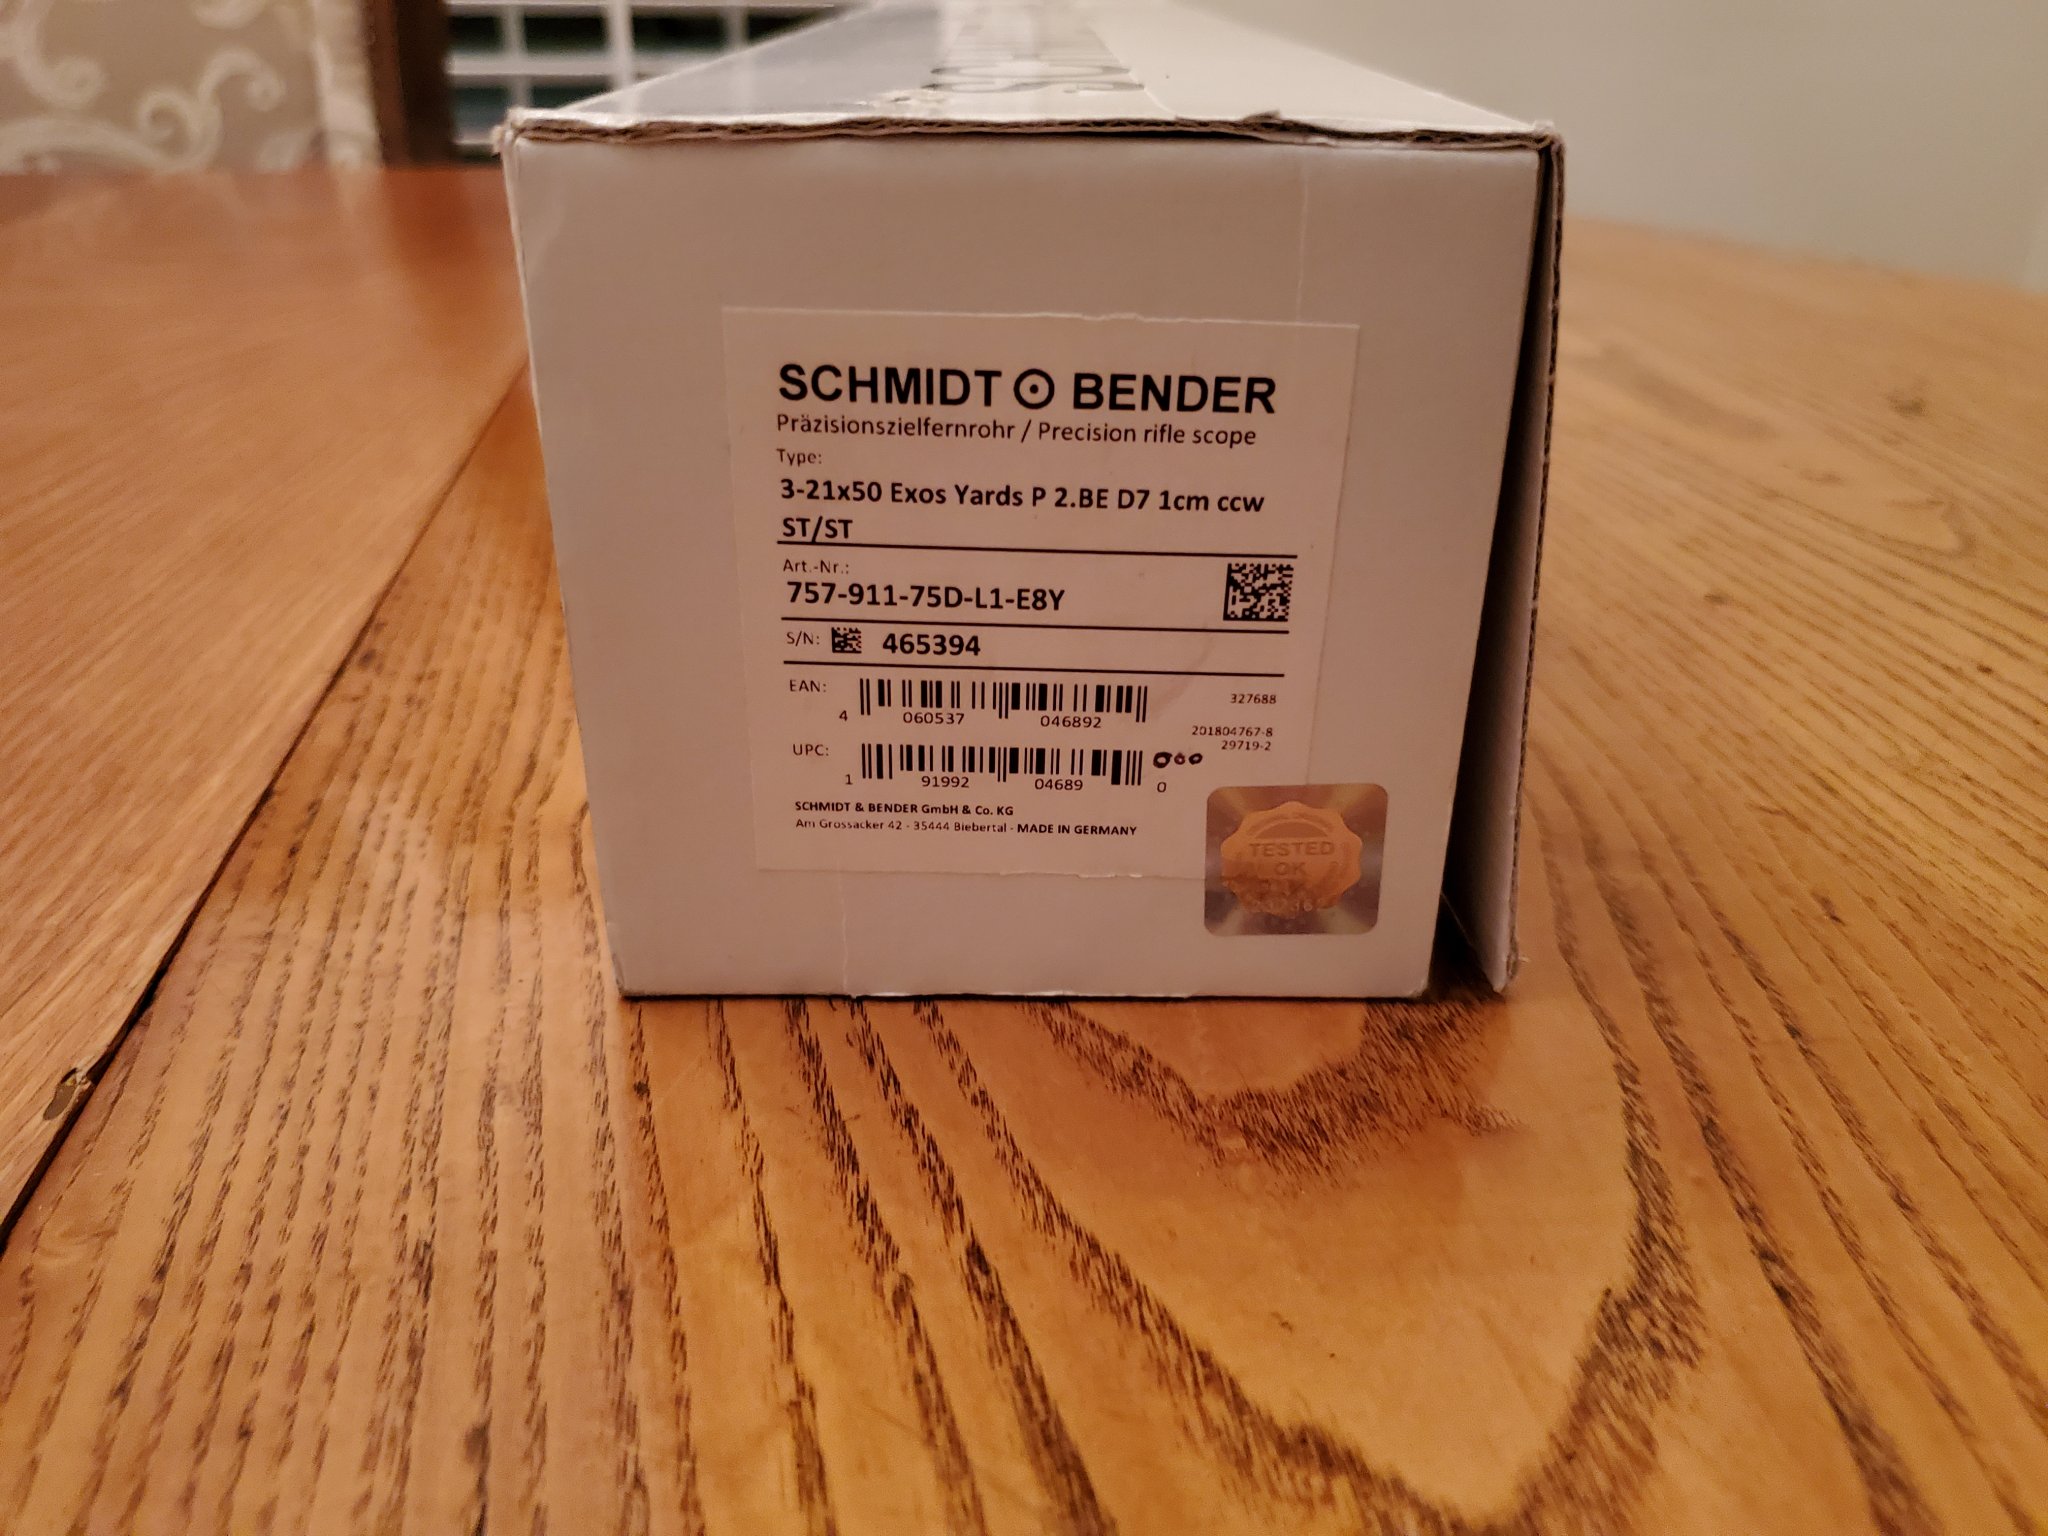 SCHMIDT BENDER
Präzisionszielfernrohr / Precision rifle scope
Type:
3-21x50 Exos Yards P 2.BE D7 1cm ccw
ST/ST
Art.-Nr.:
757-911-75D-L1-E8Y
S/N: 465394
EAN:
4 060537 046892
327688
201804767-8
29719-2
UPC:
1 91992 04689 0
SCHMIDT & BENDER GmbH & Co. KG
Am Grossacker 42 - 35444 Biebertal - MADE IN GERMANY
TESTED
OK